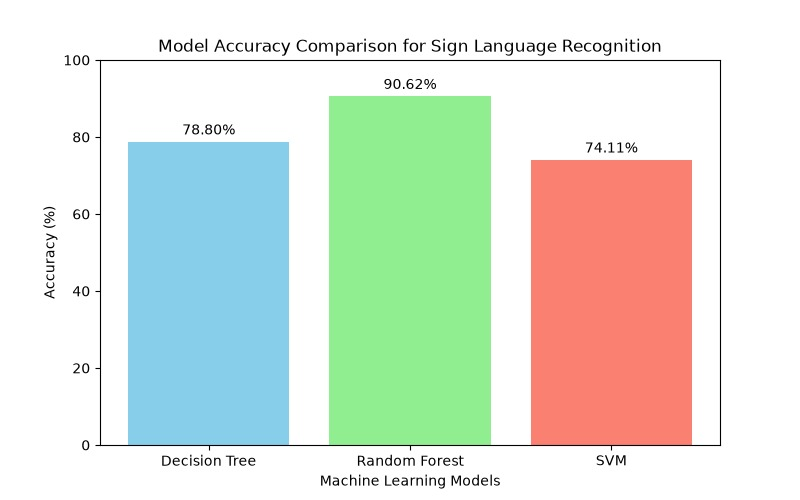 Model Accuracy Comparison for Sign Language Recognition
100
80
60
40
20
0
Accuracy (%)
78.80%
90.62%
74.11%
Decision Tree
Random Forest
SVM
Machine Learning Models